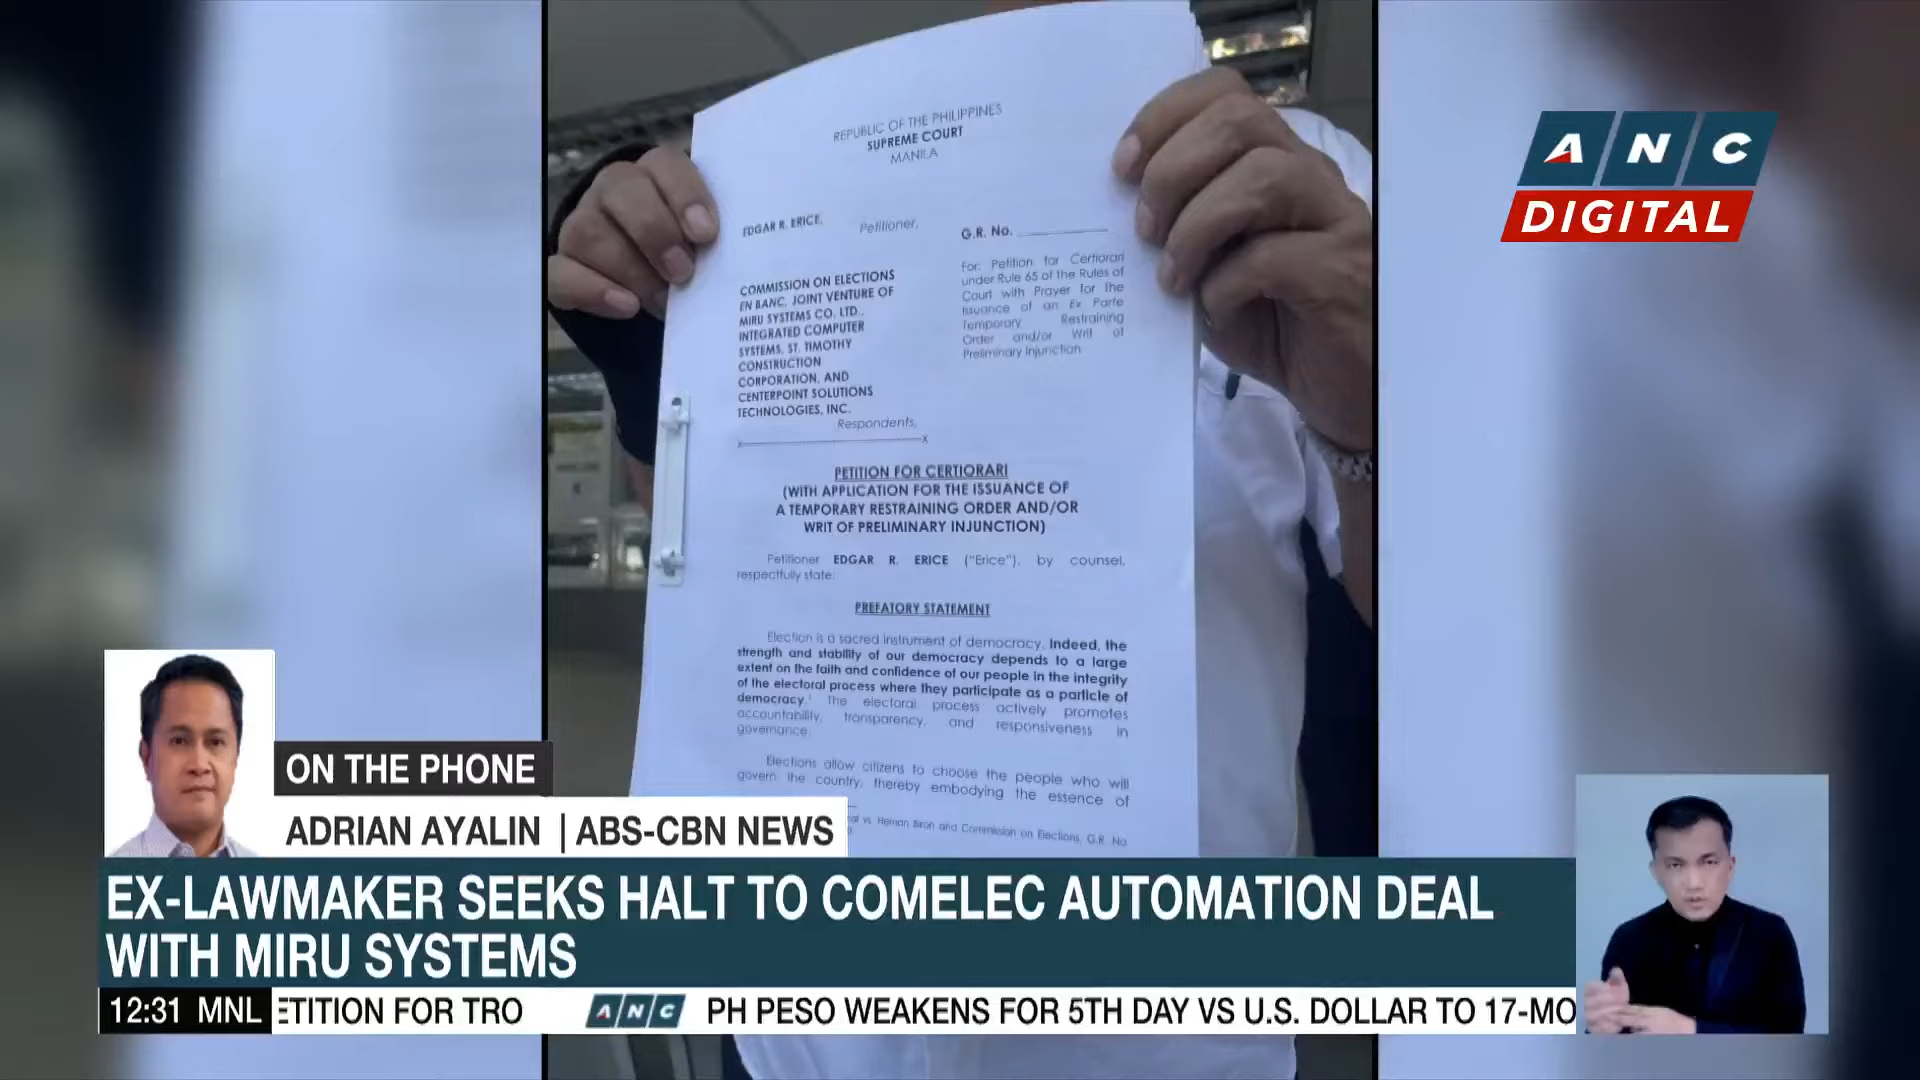 REPUBLIC OF THE PHILIPPINES
SUPREME COURT
MANILA
EDGAR R. ERICE,
Petitioner,
COMMISSION ON ELECTIONS
EN BANC, JOINT VENTURE OF
MIRU SYSTEMS CO. LTD.,
INTEGRATED COMPUTER
SYSTEMS, ST. TIMOTHY
CONSTRUCTION
CORPORATION, AND
CENTERPOINT SOLUTIONS
TECHNOLOGIES, INC.
Respondents,
x x
G.R. No.
For: Petition for Certiorari
under Rule 65 of the Rules of
Court with Prayer for the
Issuance of an Ex Parte
Temporary Restraining
Order and/or Writ of
Preliminary Injunction
PETITION FOR CERTIORARI
(WITH APPLICATION FOR THE ISSUANCE OF
A TEMPORARY RESTRAINING ORDER AND/OR
WRIT OF PRELIMINARY INJUNCTION)
Petitioner EDGAR R. ERICE ("Erice"), by counsel,
respectfully state:
PREFATORY STATEMENT
Election is a sacred instrument of democracy. Indeed, the
strength and stability of our democracy depends to a large
extent on the faith and confidence of our people in the integrity
of the electoral process where they participate as a particle of
democracy.¹ The electoral process actively promotes
accountability, transparency, and responsiveness in
governance.
Elections allow citizens to choose the people who will
govern the country, thereby embodying the essence of
vs. Hernan Biron and Commission on Elections, G.R. No.
ANC
DIGITAL
ON THE PHONE
ADRIAN AYALIN | ABS-CBN NEWS
EX-LAWMAKER SEEKS HALT TO COMELEC AUTOMATION DEAL
WITH MIRU SYSTEMS
12:31 MNL ETITION FOR TRO ANC PH PESO WEAKENS FOR 5TH DAY VS U.S. DOLLAR TO 17-MO